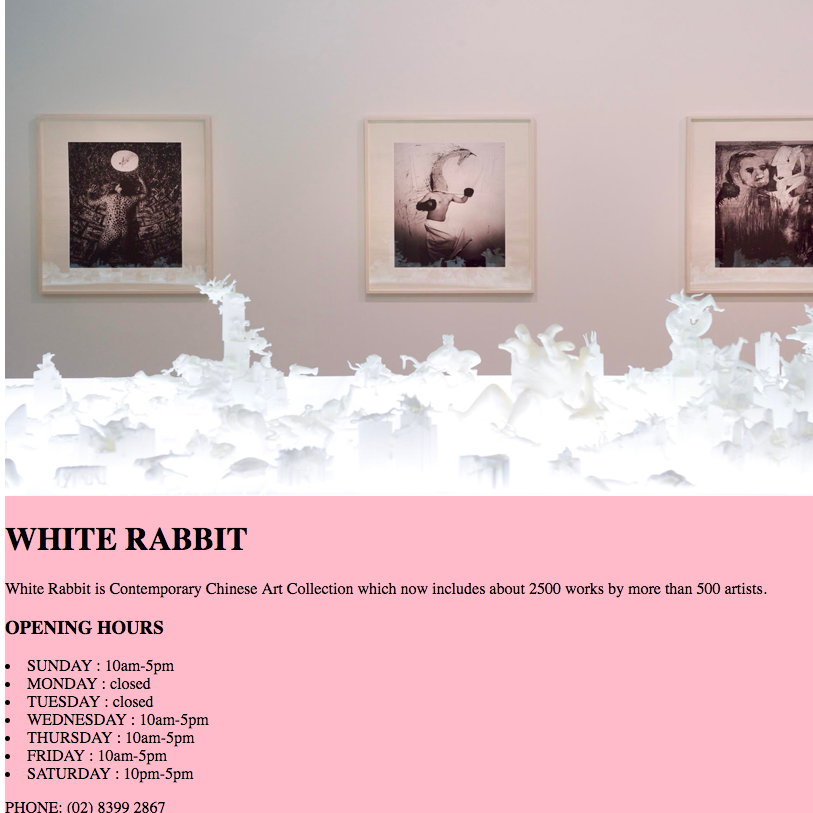 WHITE RABBIT
White Rabbit is Contemporary Chinese Art Collection which now includes about 2500 works by more than 500 artists.
OPENING HOURS
SUNDAY : 10am-5pm
MONDAY : closed
TUESDAY : closed
WEDNESDAY : 10am-5pm
THURSDAY : 10am-5pm
FRIDAY : 10am-5pm
SATURDAY : 10pm-5pm
PHONE: (02) 8399 2867